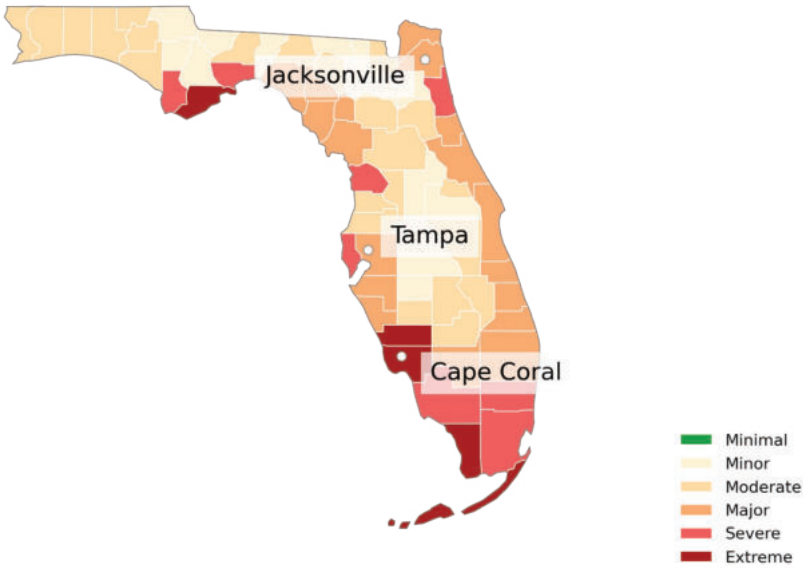 Jacksonville
Tampa
Cape Coral
Minimal
Minor
Moderate
Major
Severe
Extreme